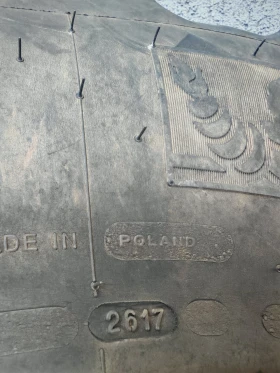 DE IN POLAND
2617